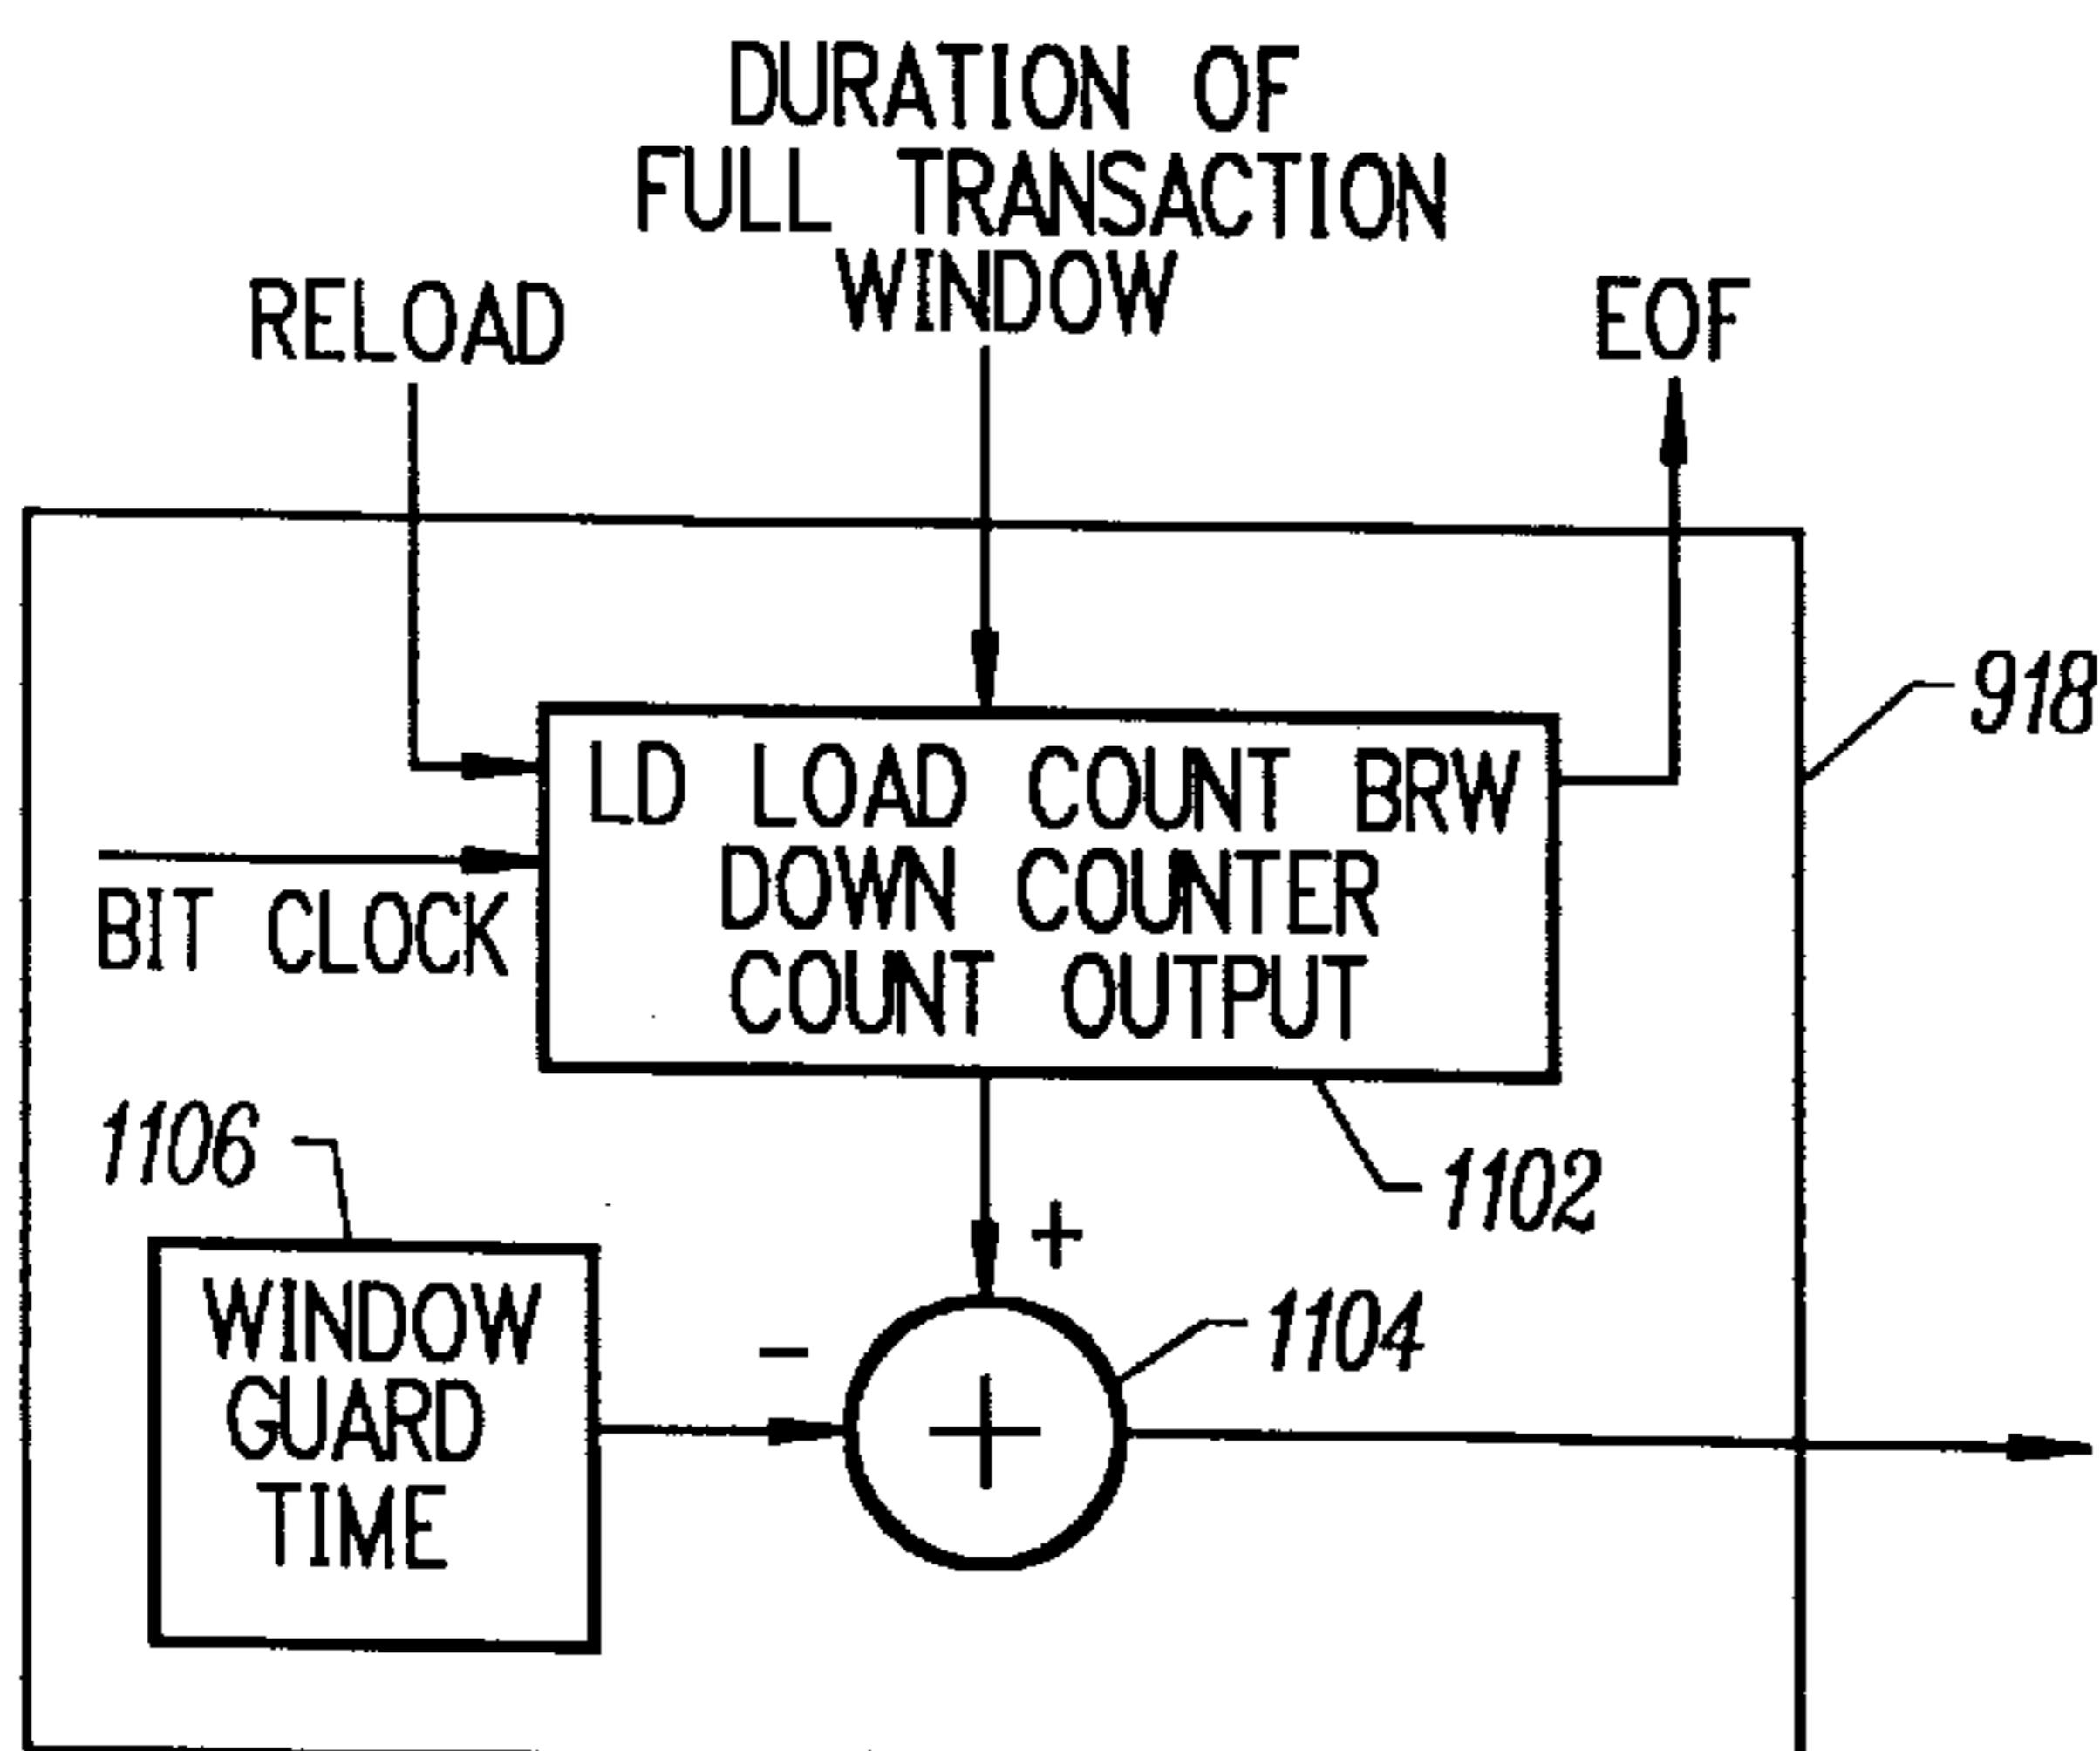 DURATION OF
FULL TRANSACTION
WINDOW
RELOAD
EOF
918
LD LOAD COUNT BRW
DOWN COUNTER
COUNT OUTPUT
BIT CLOCK
1106
1102
+
1104
-
WINDOW
GUARD
TIME
+